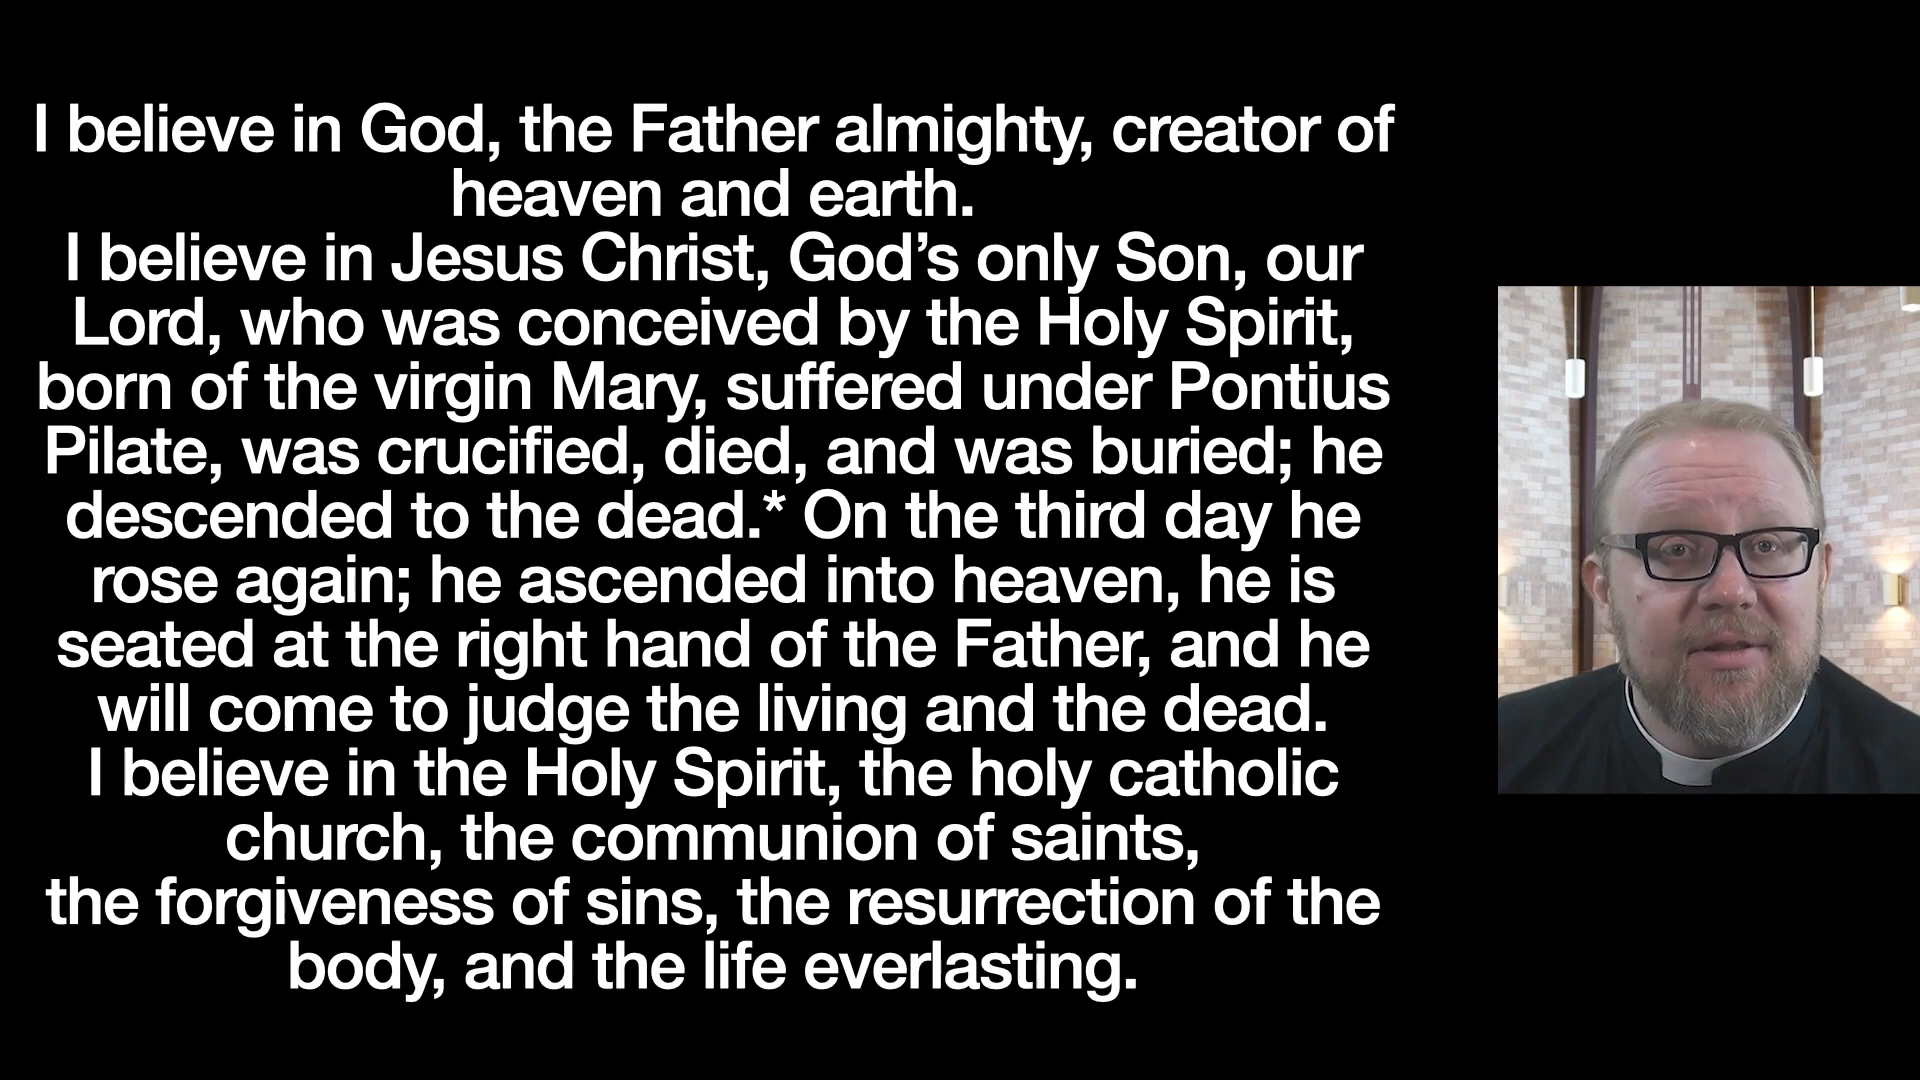 I believe in God, the Father almighty, creator of
heaven and earth.
I believe in Jesus Christ, God’s only Son, our
Lord, who was conceived by the Holy Spirit,
born of the virgin Mary, suffered under Pontius
Pilate, was crucified, died, and was buried; he
descended to the dead.* On the third day he
rose again; he ascended into heaven, he is
seated at the right hand of the Father, and he
will come to judge the living and the dead.
I believe in the Holy Spirit, the holy catholic
church, the communion of saints,
the forgiveness of sins, the resurrection of the
body, and the life everlasting.